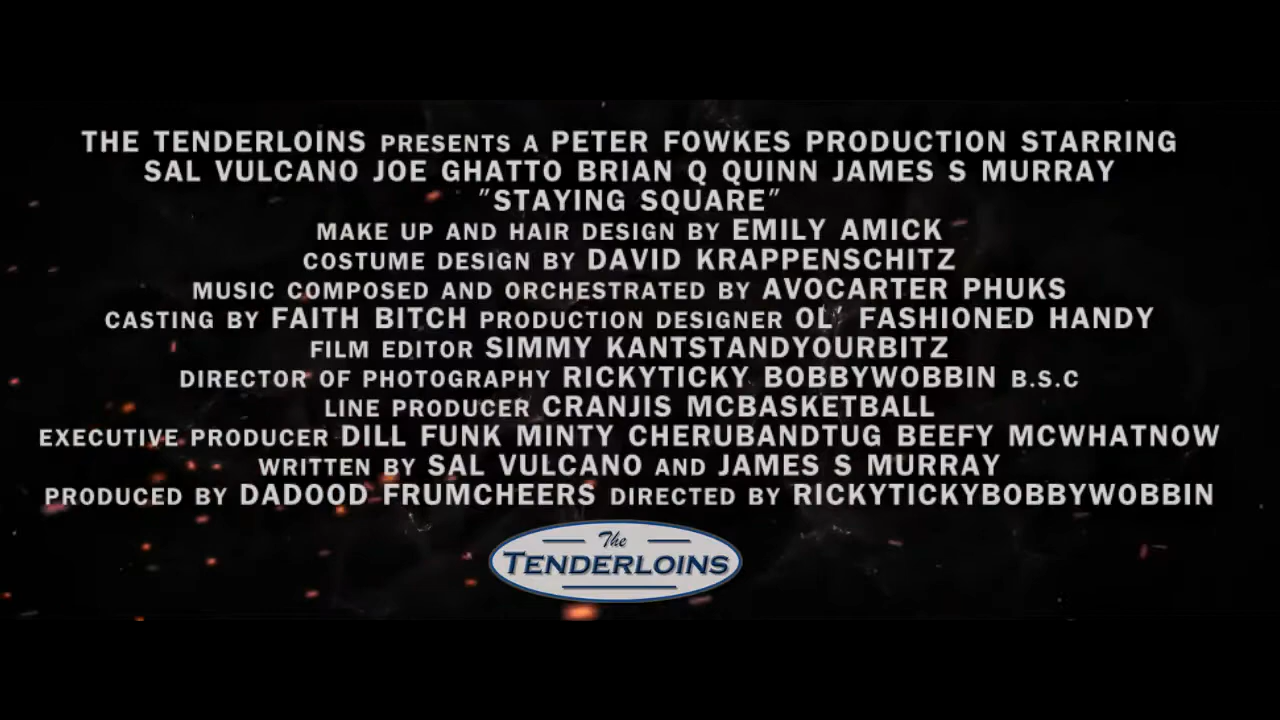 THE TENDERLOINS PRESENTS A PETER FOWKES PRODUCTION STARRING
SAL VULCANO JOE GHATTO BRIAN Q QUINN JAMES S MURRAY
"STAYING SQUARE"
MAKE UP AND HAIR DESIGN BY EMILY AMICK
COSTUME DESIGN BY DAVID KRAPPENSCHITZ
MUSIC COMPOSED AND ORCHESTRATED BY AVOCARTER PHUKS
CASTING BY FAITH BITCH PRODUCTION DESIGNER OL' FASHIONED HANDY
FILM EDITOR SIMMY KANTSTANDYOURBITZ
DIRECTOR OF PHOTOGRAPHY RICKYTICKY BOBBYWOBBIN B.S.C
LINE PRODUCER CRANJIS MCBASKETBALL
EXECUTIVE PRODUCER DILL FUNK MINTY CHERUBANDTUG BEEFY MCWHATNOW
WRITTEN BY SAL VULCANO AND JAMES S MURRAY
PRODUCED BY DADOOD FRUMCHEERS DIRECTED BY RICKYTICKYBOBBYWOBBIN
The
TENDERLOINS